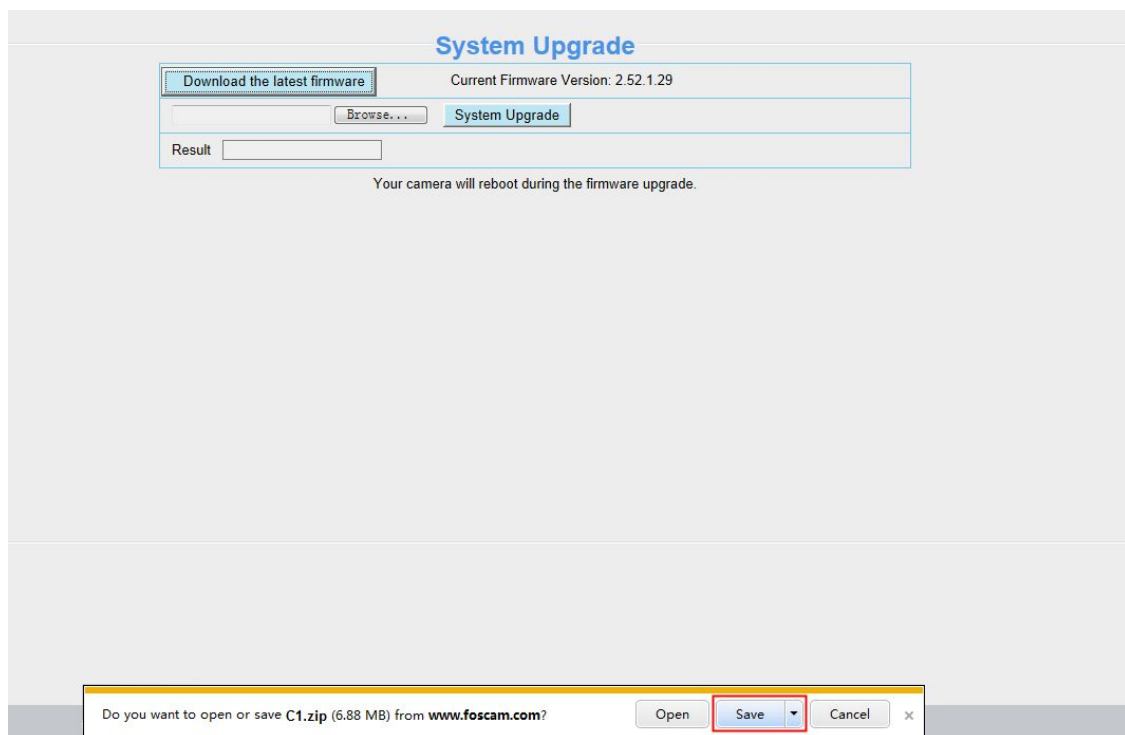 System Upgrade
Download the latest firmware Current Firmware Version: 2.52.1.29
Browse... System Upgrade
Result
Your camera will reboot during the firmware upgrade.
Do you want to open or save C1.zip (6.88 MB) from www.foscam.com? Open Save Cancel ×